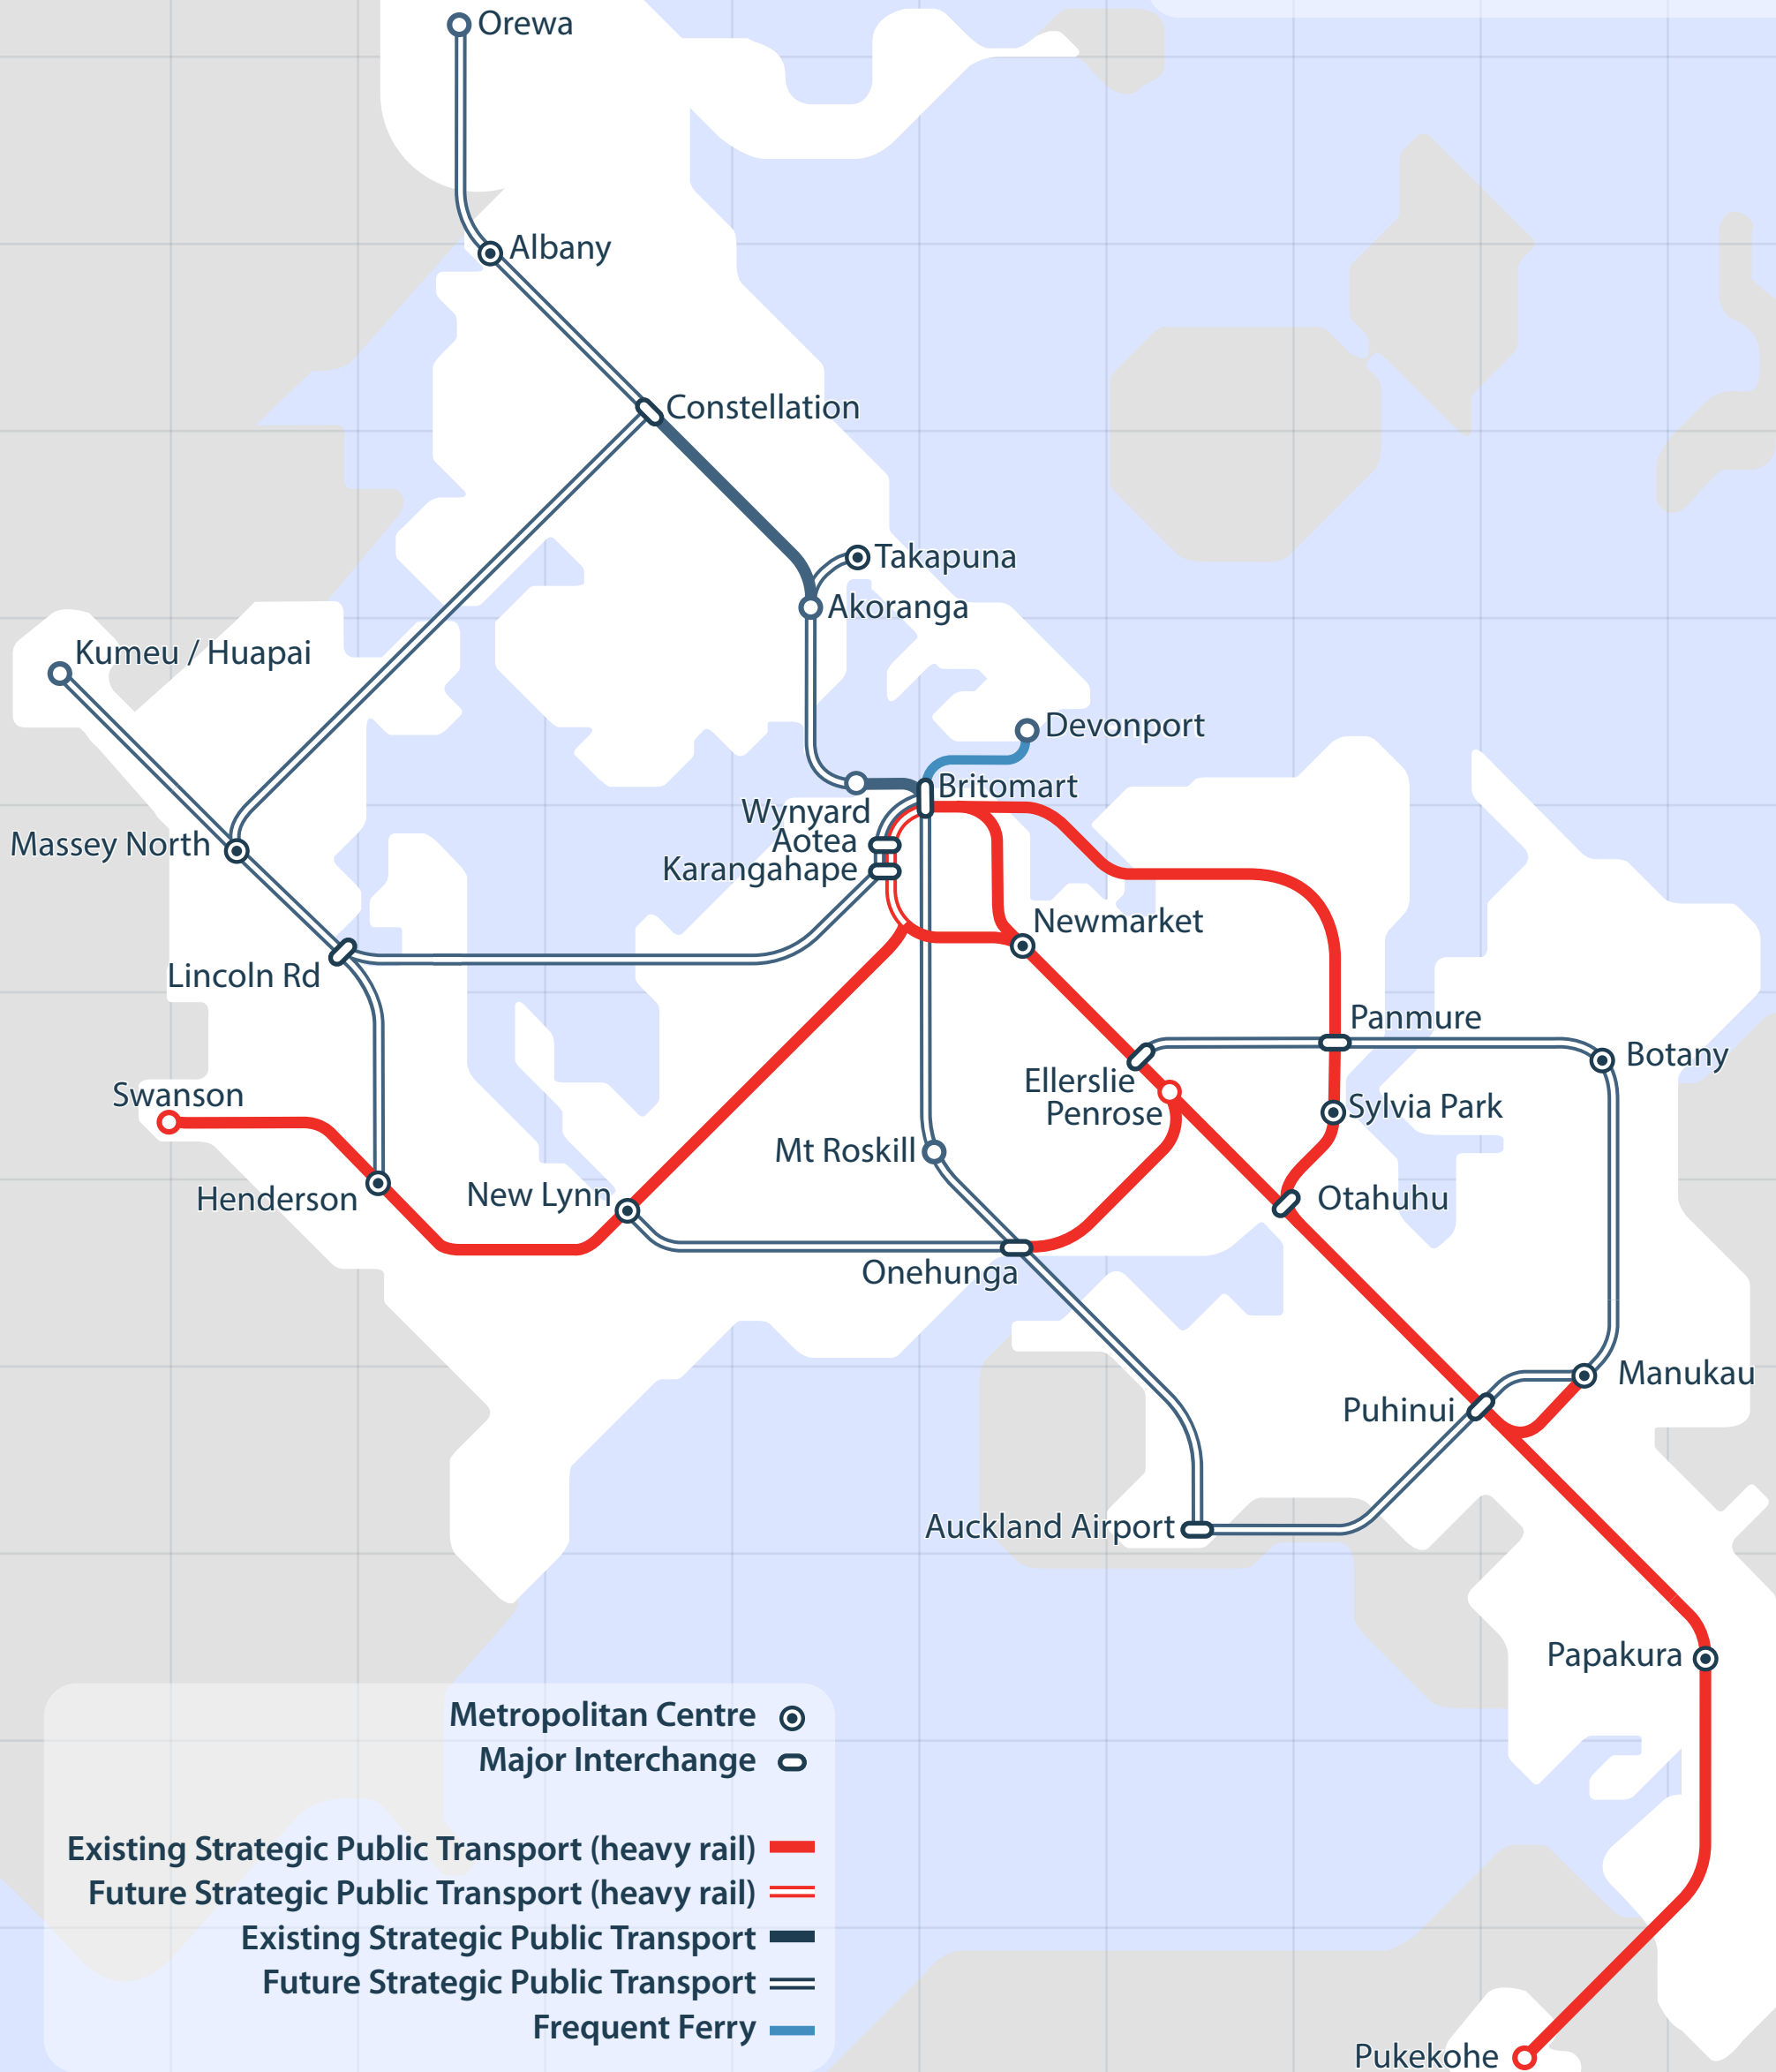 Orewa
Albany
Constellation
Takapuna
Akoranga
Kumeu / Huapai
Devonport
Britomart
Wynyard
Aotea
Massey North
Karangahape
Newmarket
Lincoln Rd
Panmure
Botany
Ellerslie
Swanson
Penrose
Sylvia Park
Mt Roskill
New Lynn
Henderson
Otahuhu
Onehunga
Manukau
Puhinui
Auckland Airport
Papakura
Metropolitan Centre
Major Interchange
Existing Strategic Public Transport (heavy rail)
Future Strategic Public Transport (heavy rail)
Existing Strategic Public Transport
Future Strategic Public Transport
Frequent Ferry
Pukekohe